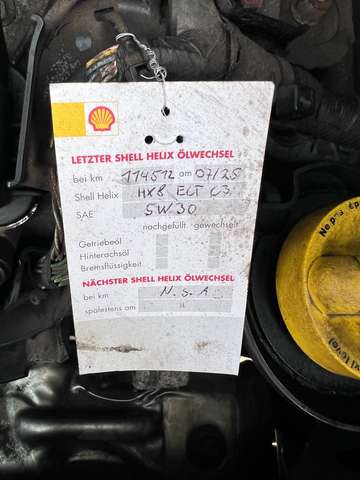 LETZTER SHELL HELIX ÖLWECHSEL
bei km 114512 am 07/25
Shell Helix HX8 ECT C3
SAE 5W30
nachgefüllt gewechselt
Getriebeöl
Hinterachsöl
Bremsflüssigkeit
NÄCHSTER SHELL HELIX ÖLWECHSEL
bei km N.S.A
spätestens am "